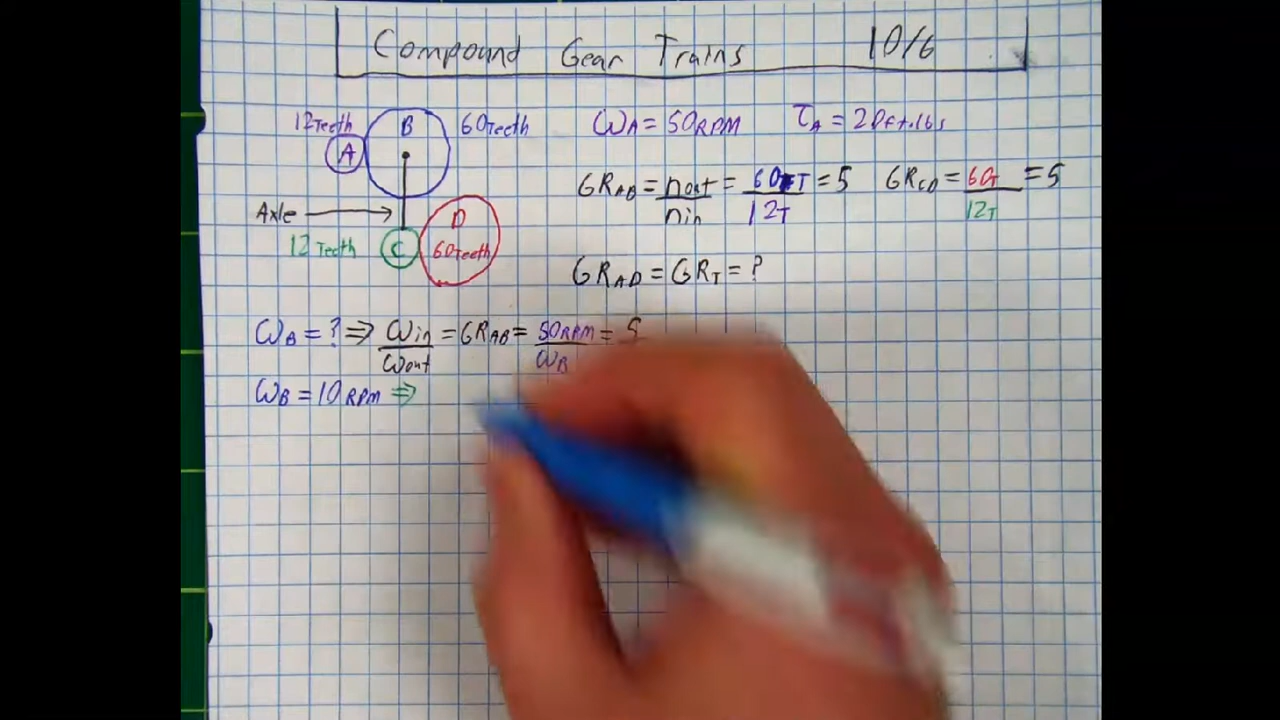 Compound Gear Trains 10/6
12 Teeth B 60 Teeth ωA = 50 RPM τA = 20 ft.lbs
A
GRAB = nout/nin = 60T/12T = 5 GRCD = 60T/12T = 5
Axle → D
12 Teeth C 60 Teeth
GRAD = GRT = ?
ωB = ? ⇒ ωin/ωout = GRAB = 50 RPM/ωB = 5
ωB = 10 RPM ⇒